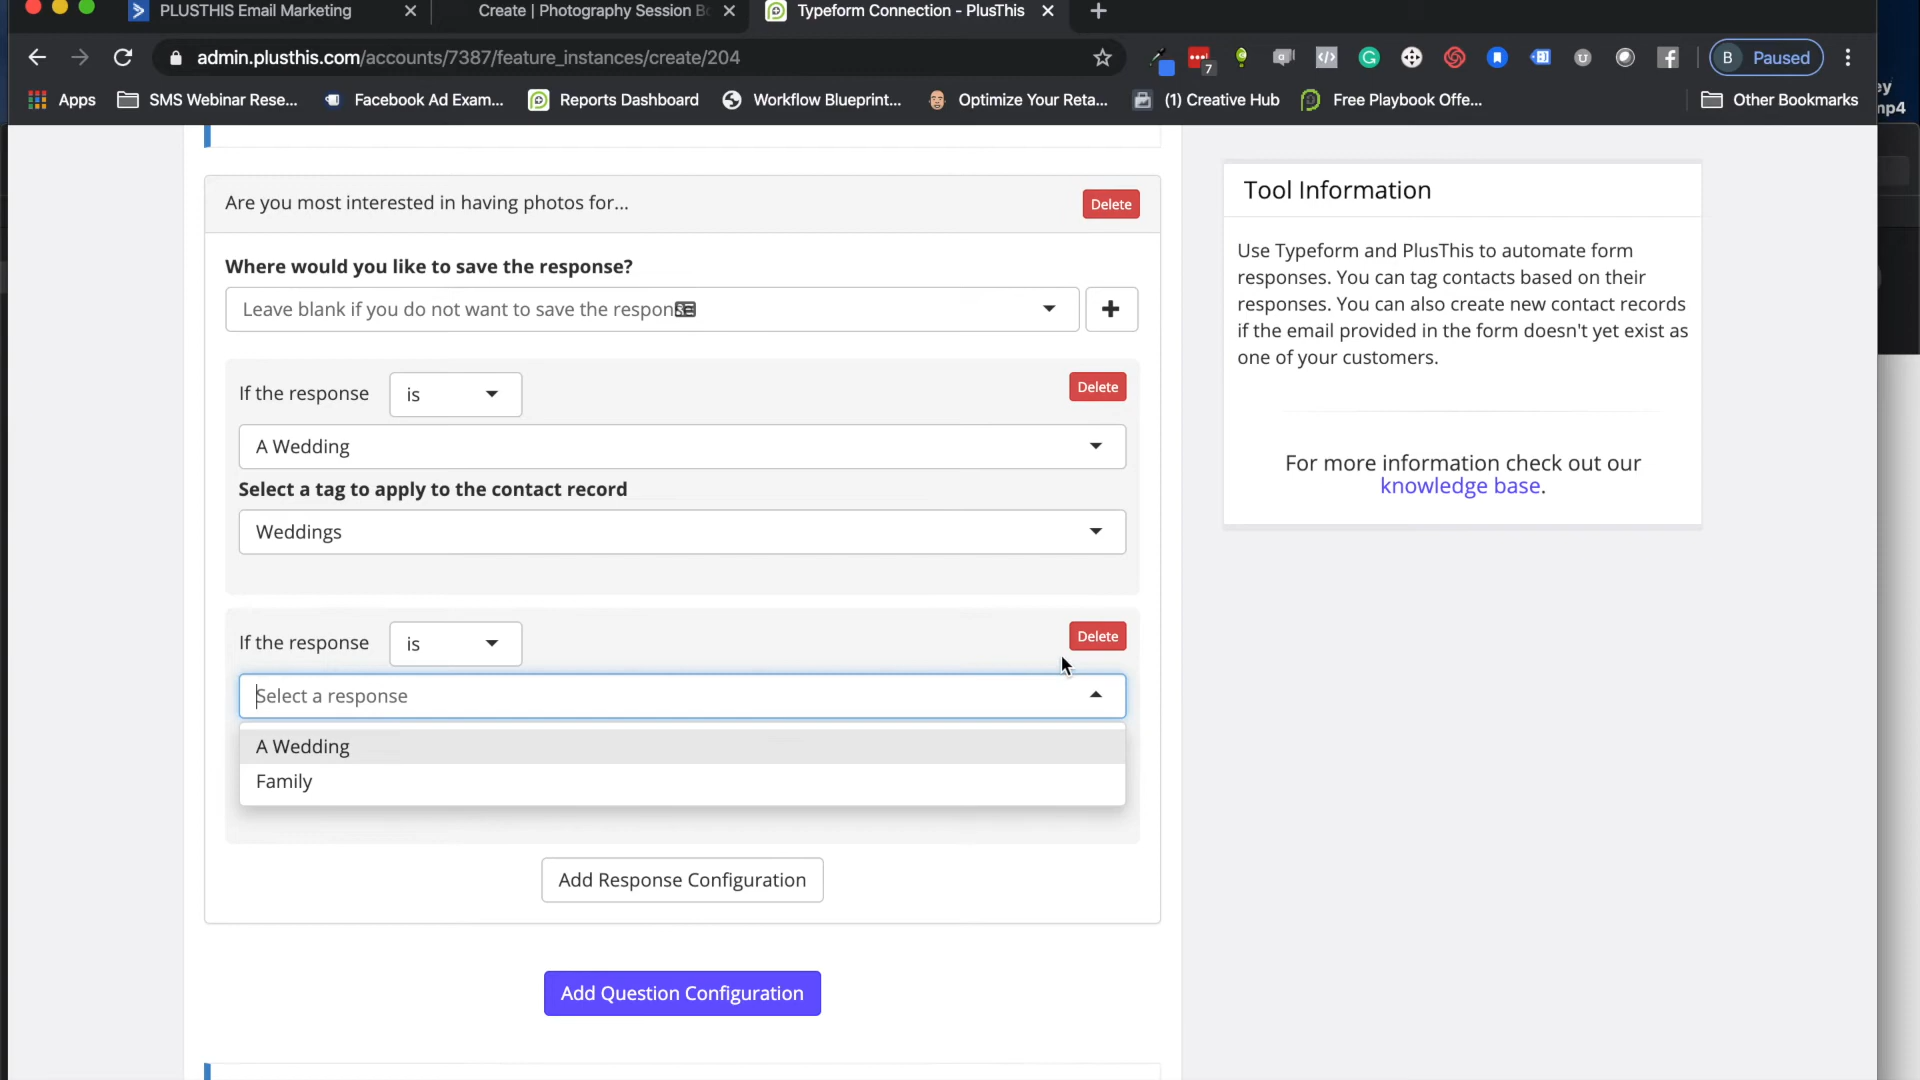 PLUSTHIS Email Marketing
Create | Photography Session B
Typeform Connection - PlusThis
admin.plusthis.com/accounts/7387/feature_instances/create/204
7
B Paused
Apps
SMS Webinar Rese...
Facebook Ad Exam...
Reports Dashboard
Workflow Blueprint...
Optimize Your Reta...
(1) Creative Hub
Free Playbook Offe...
Other Bookmarks
ey
mp4
Are you most interested in having photos for...
Delete
Where would you like to save the response?
Leave blank if you do not want to save the response
If the response
is
Delete
A Wedding
Select a tag to apply to the contact record
Weddings
If the response
is
Delete
Select a response
A Wedding
Family
Add Response Configuration
Add Question Configuration
Tool Information
Use Typeform and PlusThis to automate form
responses. You can tag contacts based on their
responses. You can also create new contact records
if the email provided in the form doesn't yet exist as
one of your customers.
For more information check out our
knowledge base.